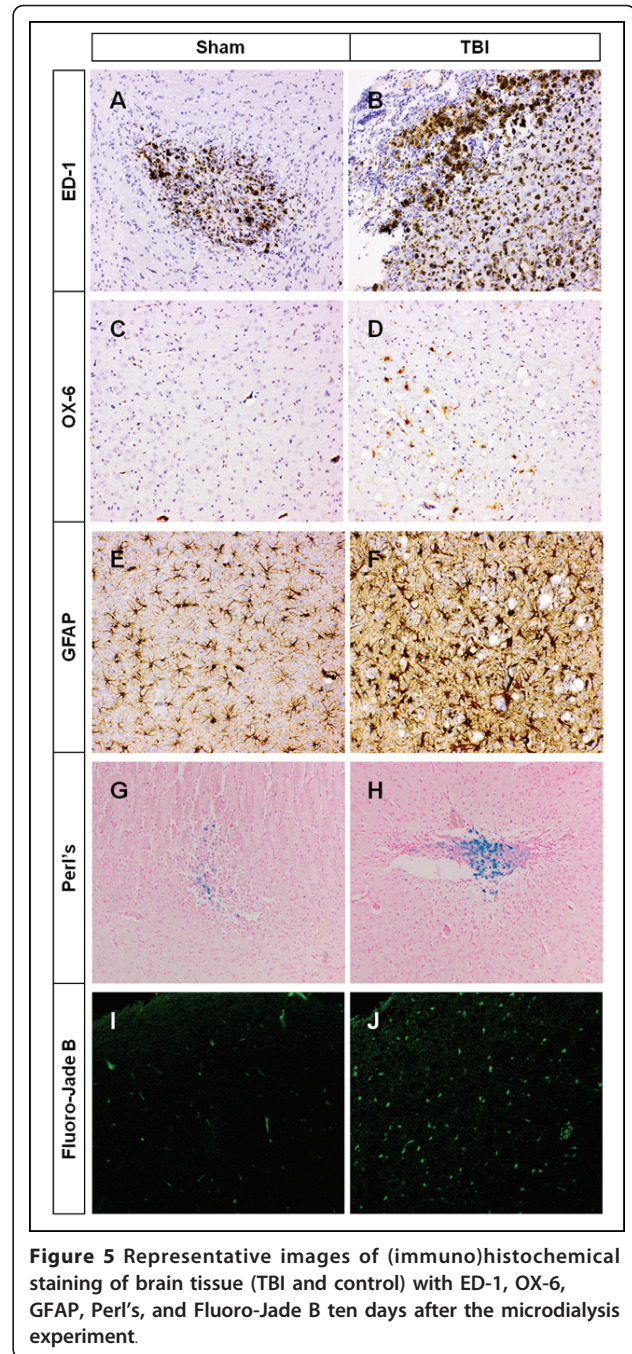 Sham
TBI
ED-1
A
B
OX-6
C
D
GFAP
E
F
Perl's
G
H
Fluoro-Jade B
I
J
Figure 5 Representative images of (immuno)histochemical
staining of brain tissue (TBI and control) with ED-1, OX-6,
GFAP, Perl's, and Fluoro-Jade B ten days after the microdialysis
experiment.